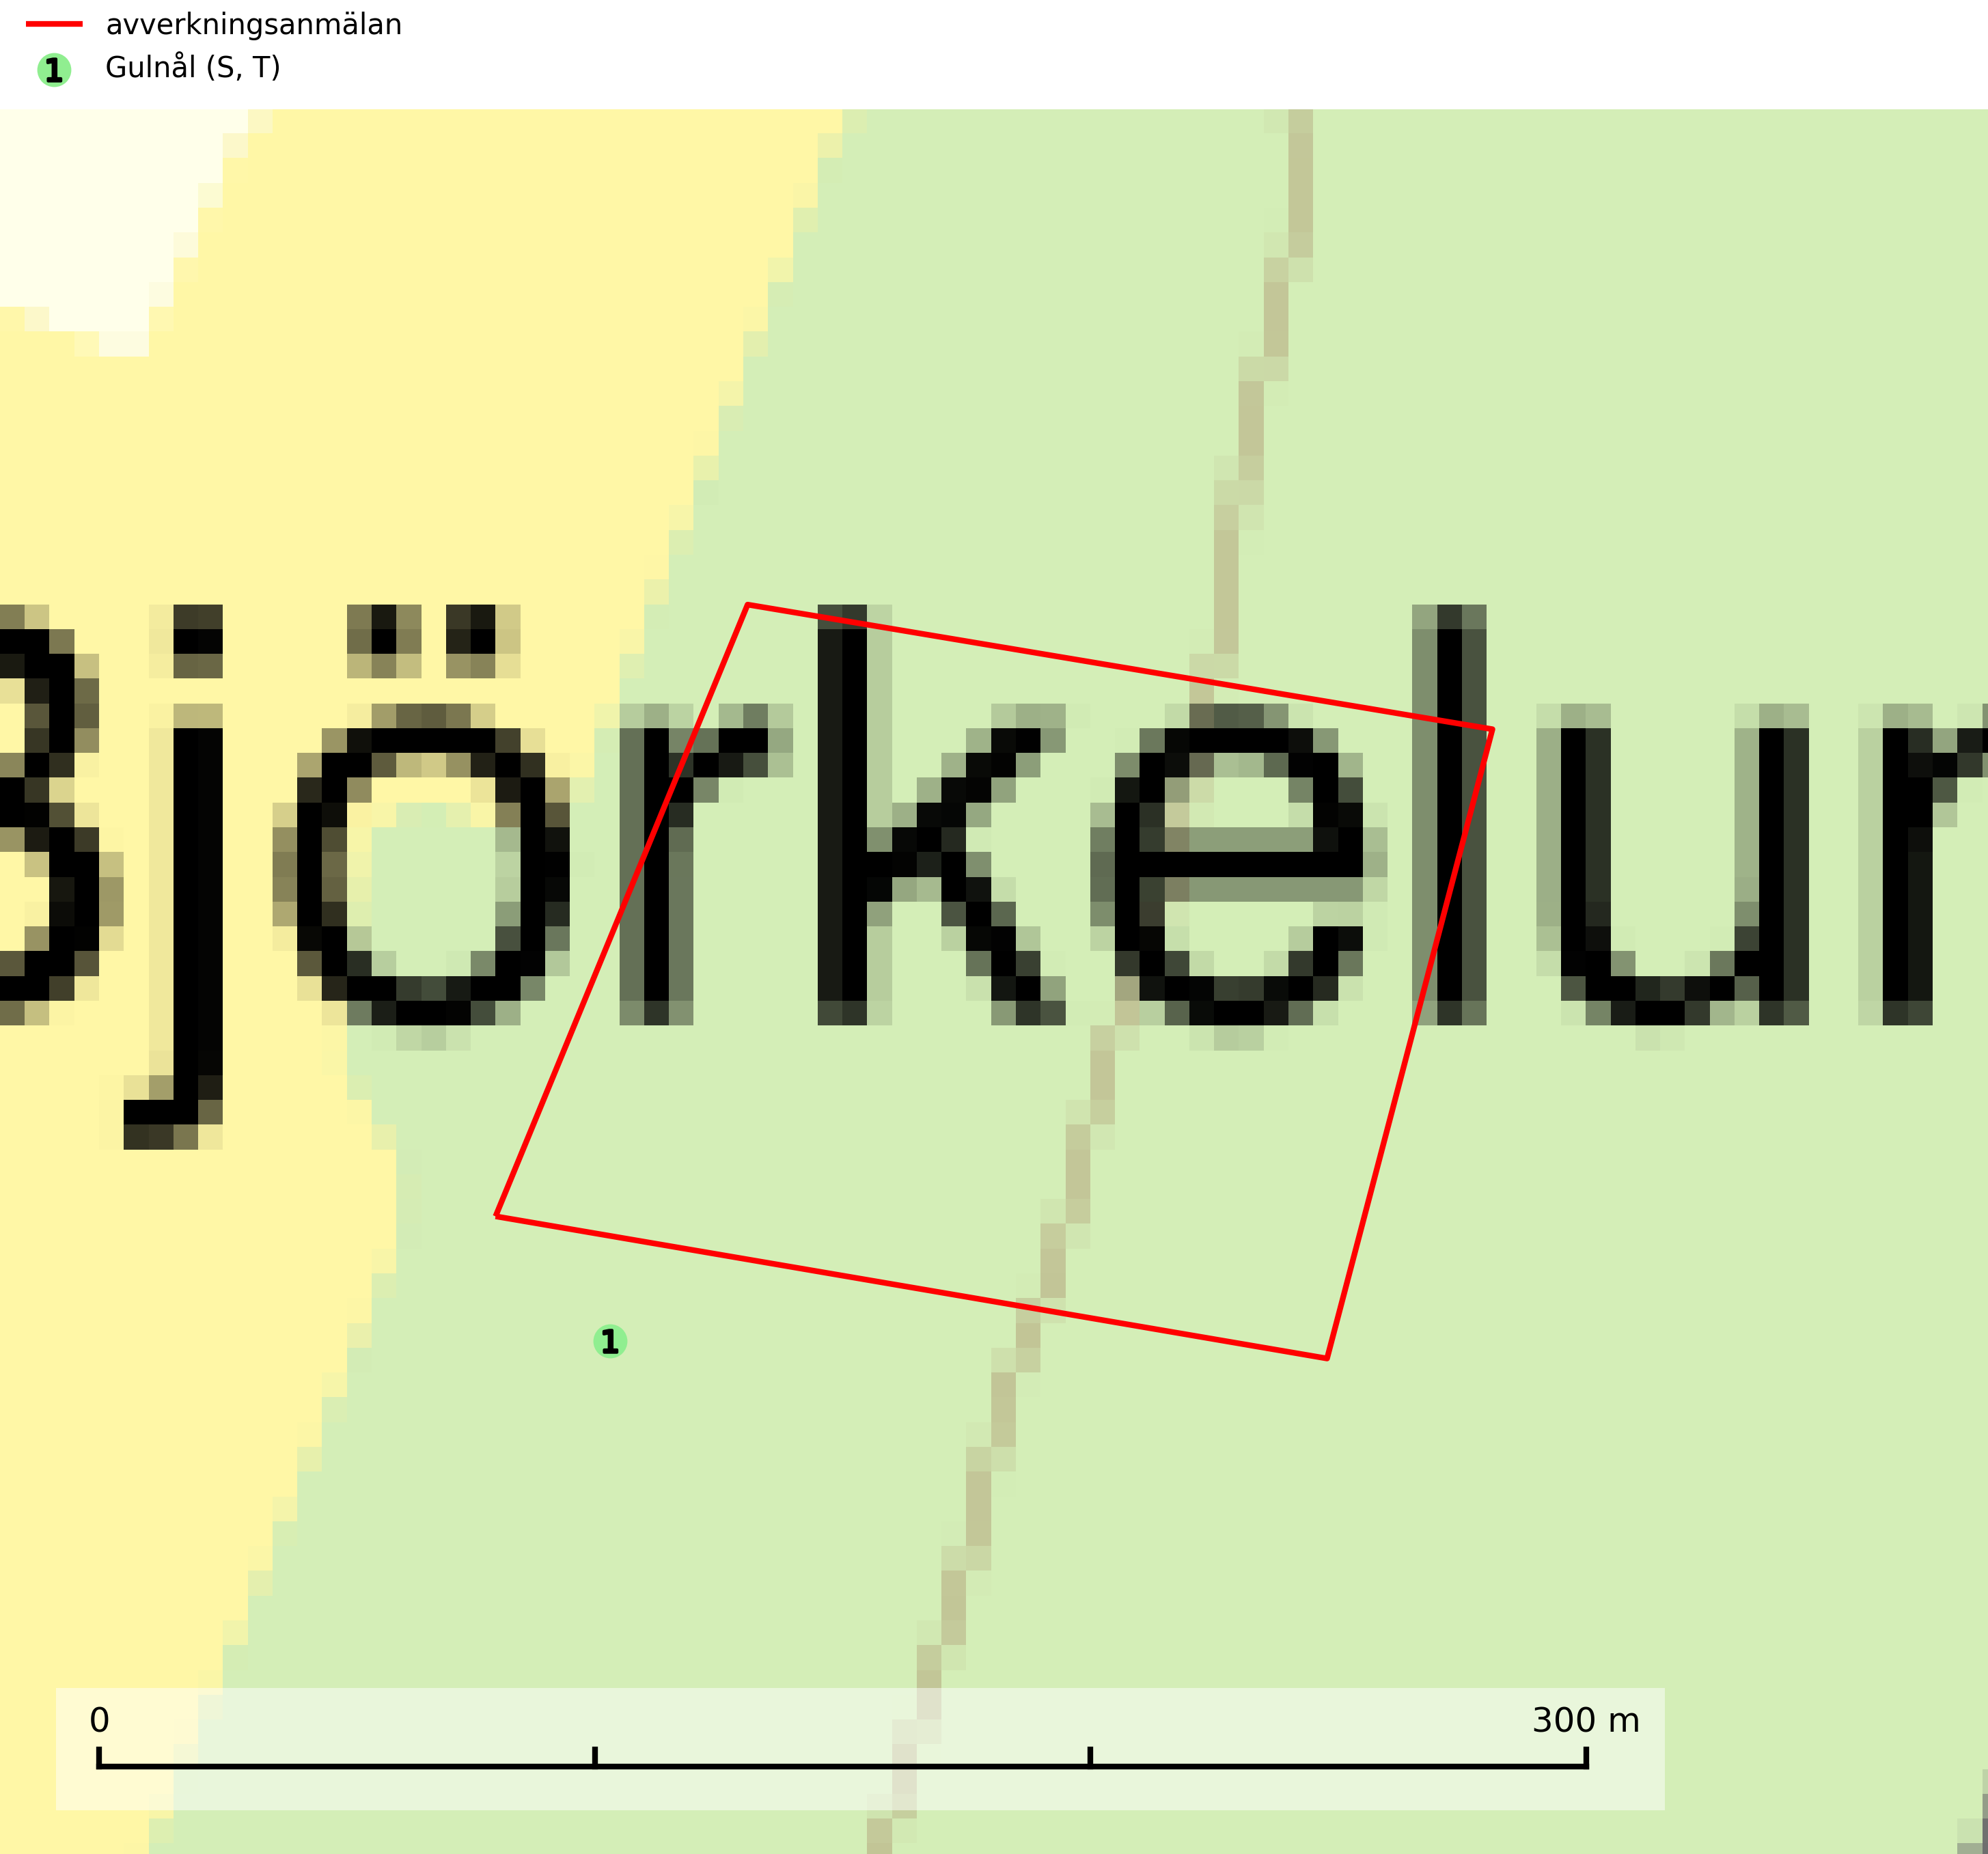 avverkningsanmälan
1 Gulnål (S, T)
Björkelun
1
0 300 m